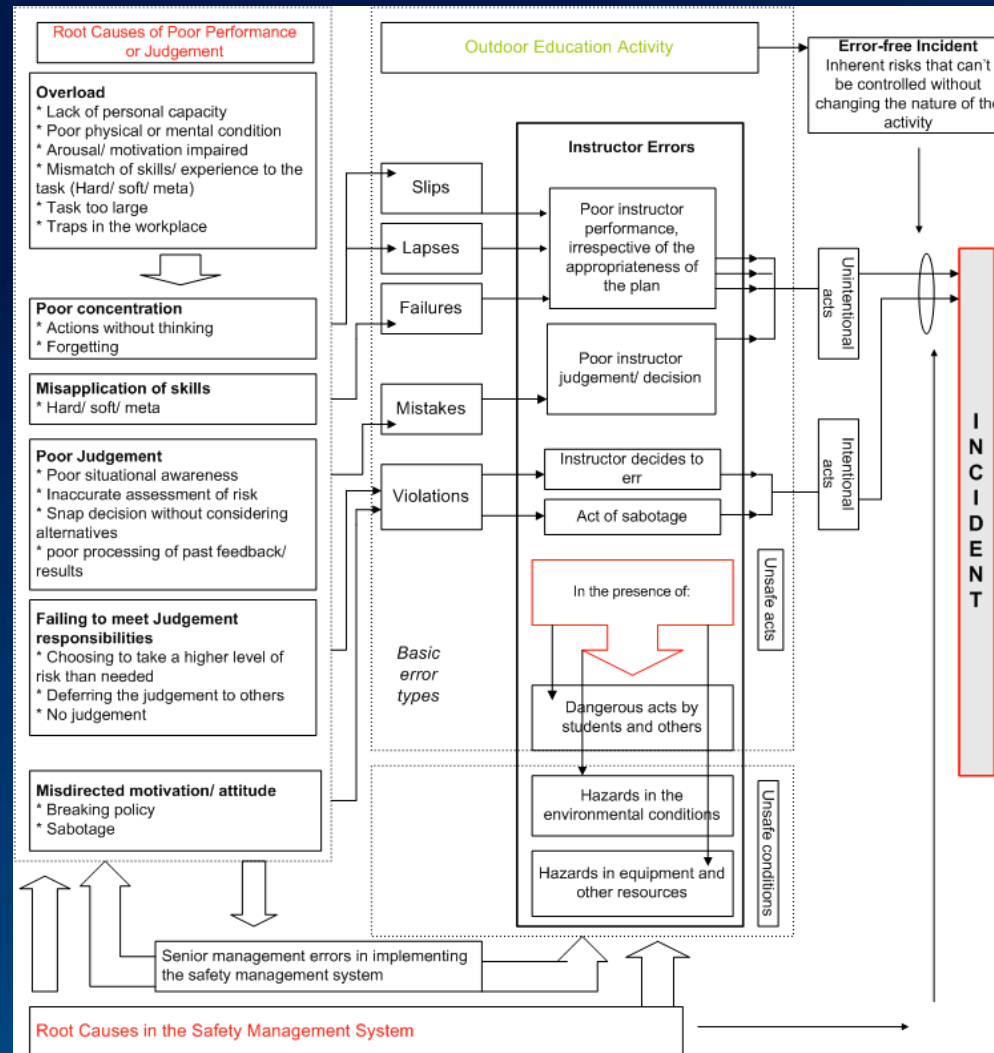 Root Causes of Poor Performance
or Judgement
Overload
* Lack of personal capacity
* Poor physical or mental condition
* Arousal/ motivation impaired
* Mismatch of skills/ experience to the
task (Hard/ soft/ meta)
* Task too large
* Traps in the workplace
Poor concentration
* Actions without thinking
* Forgetting
Misapplication of skills
* Hard/ soft/ meta
Poor Judgement
* Poor situational awareness
* Inaccurate assessment of risk
* Snap decision without considering
alternatives
* poor processing of past feedback/
results
Failing to meet Judgement
responsibilities
* Choosing to take a higher level of
risk than needed
* Deferring the judgement to others
* No judgement
Misdirected motivation/ attitude
* Breaking policy
* Sabotage
Outdoor Education Activity
Slips
Lapses
Failures
Mistakes
Violations
Basic
error
types
Instructor Errors
Poor instructor
performance,
irrespective of the
appropriateness of
the plan
Poor instructor
judgement/ decision
Instructor decides to
err
Act of sabotage
In the presence of:
Dangerous acts by
students and others
Hazards in the
environmental conditions
Hazards in equipment and
other resources
Unsafe acts
Unsafe conditions
Unintentional
acts
Intentional
acts
Error-free Incident
Inherent risks that can't
be controlled without
changing the nature of the
activity
INCIDENT
Senior management errors in implementing
the safety management system
Root Causes in the Safety Management System